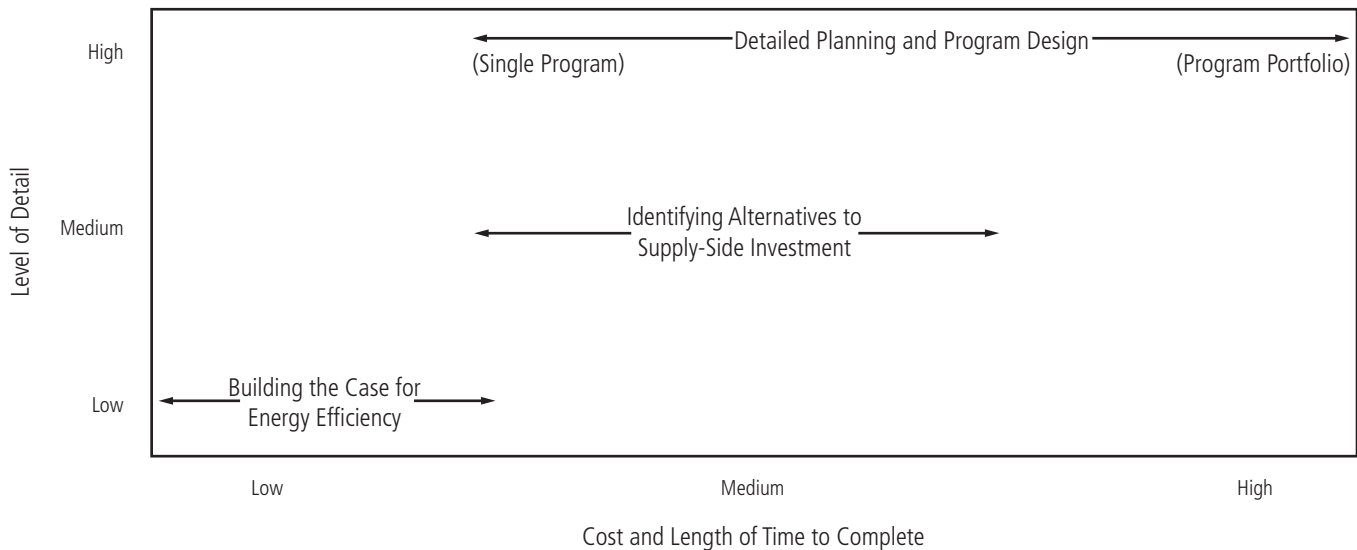 High
Detailed Planning and Program Design
(Single Program)
(Program Portfolio)
Level of Detail
Medium
Identifying Alternatives to
Supply-Side Investment
Low
Building the Case for
Energy Efficiency
Low
Medium
High
Cost and Length of Time to Complete